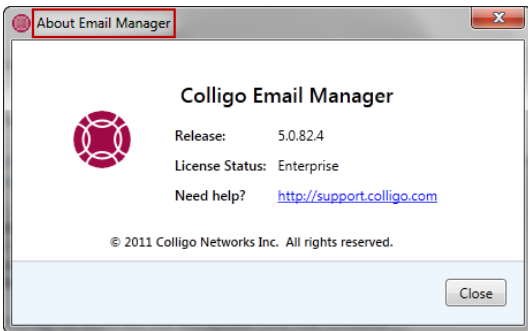 About Email Manager
Colligo Email Manager
Release: 5.0.82.4
License Status: Enterprise
Need help? http://support.colligo.com
© 2011 Colligo Networks Inc. All rights reserved.
Close